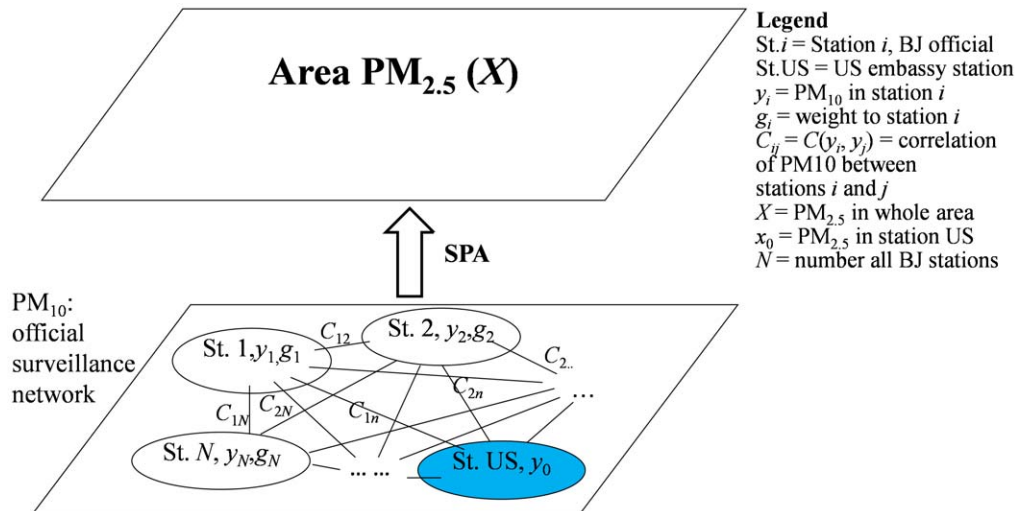 Area PM₂.₅ (X)
SPA
Legend
St.i = Station i, BJ official
St.US = US embassy station
yᵢ = PM₁₀ in station i
gᵢ = weight to station i
Cᵢⱼ = C(yᵢ, yⱼ) = correlation
of PM10 between
stations i and j
X = PM₂.₅ in whole area
x₀ = PM₂.₅ in station US
N = number all BJ stations
PM₁₀:
official
surveillance
network
St. 1,y₁,g₁
C₁₂
St. 2, y₂,g₂
C₂..
C₁N
C₂N
C₁n
C₂n
...
St. N, yN,gN
... ...
St. US, y₀